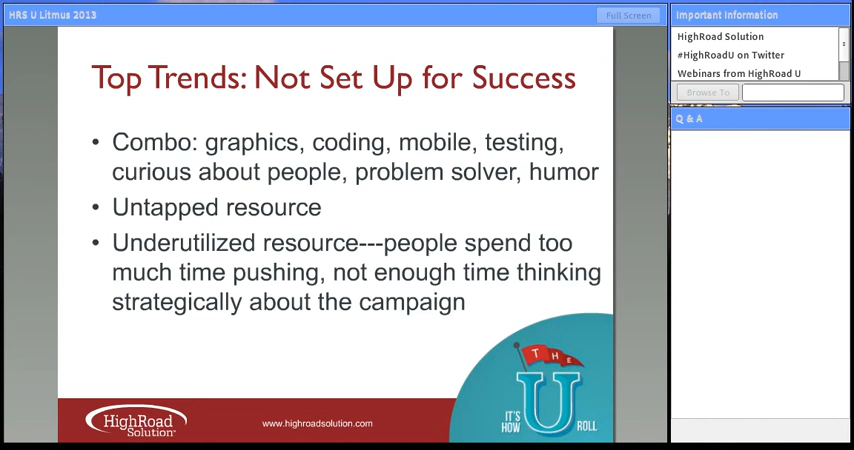 HRS U Litmus 2013
Full Screen
Top Trends: Not Set Up for Success
• Combo: graphics, coding, mobile, testing,
curious about people, problem solver, humor
• Untapped resource
• Underutilized resource---people spend too
much time pushing, not enough time thinking
strategically about the campaign
THE
U
IT'S
HOW
ROLL
HighRoad
Solution
www.highroadsolution.com
Important Information
HighRoad Solution
#HighRoadU on Twitter
Webinars from HighRoad U
Browse To
Q & A